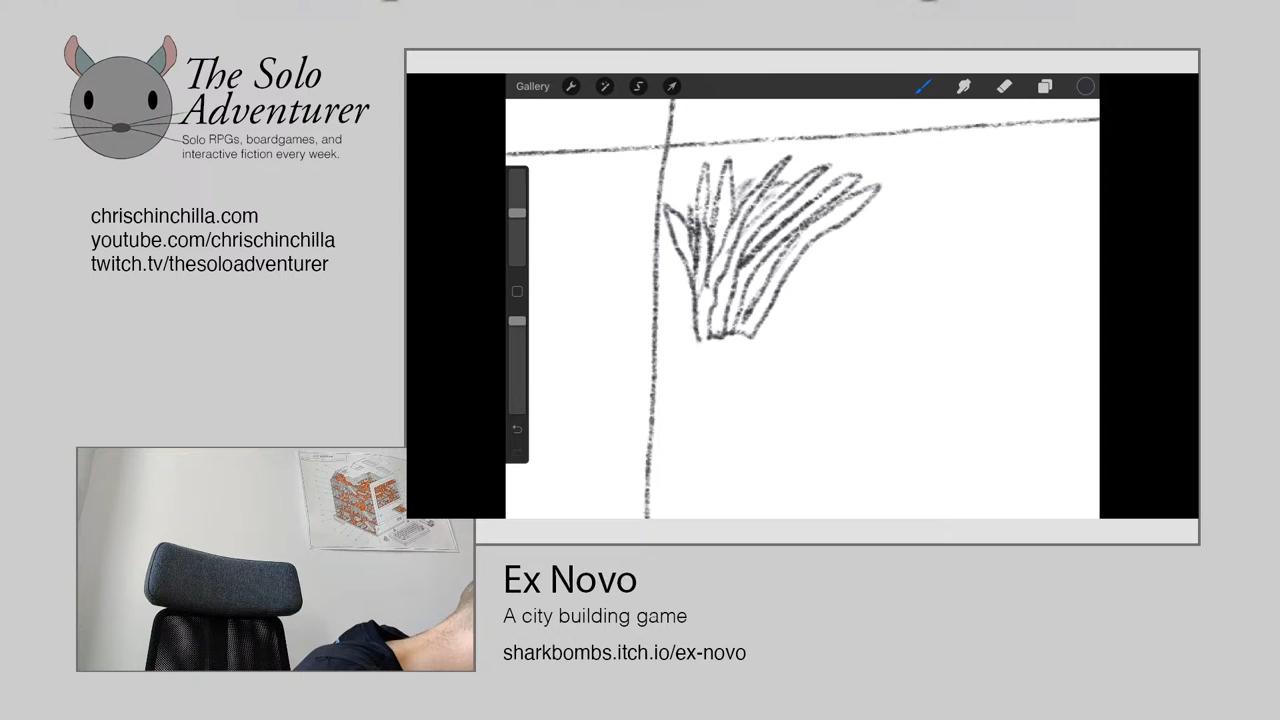 The Solo
Adventurer
Solo RPGs, boardgames, and
interactive fiction every week.
chrischinchilla.com
youtube.com/chrischinchilla
twitch.tv/thesoloadventurer
Gallery
Ex Novo
A city building game
sharkbombs.itch.io/ex-novo